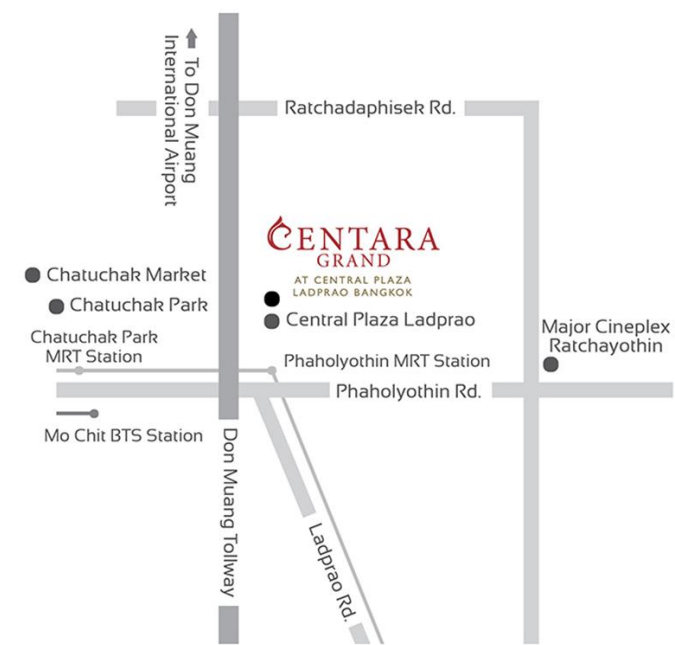 To Don Muang
International Airport
Ratchadaphisek Rd.
CENTARA
GRAND
AT CENTRAL PLAZA
LADPRAO BANGKOK
Chatuchak Market
Chatuchak Park
Central Plaza Ladprao
Major Cineplex
Ratchayothin
Chatuchak Park
MRT Station
Phaholyothin MRT Station
Phaholyothin Rd.
Mo Chit BTS Station
Don Muang Tollway
Ladprao Rd.